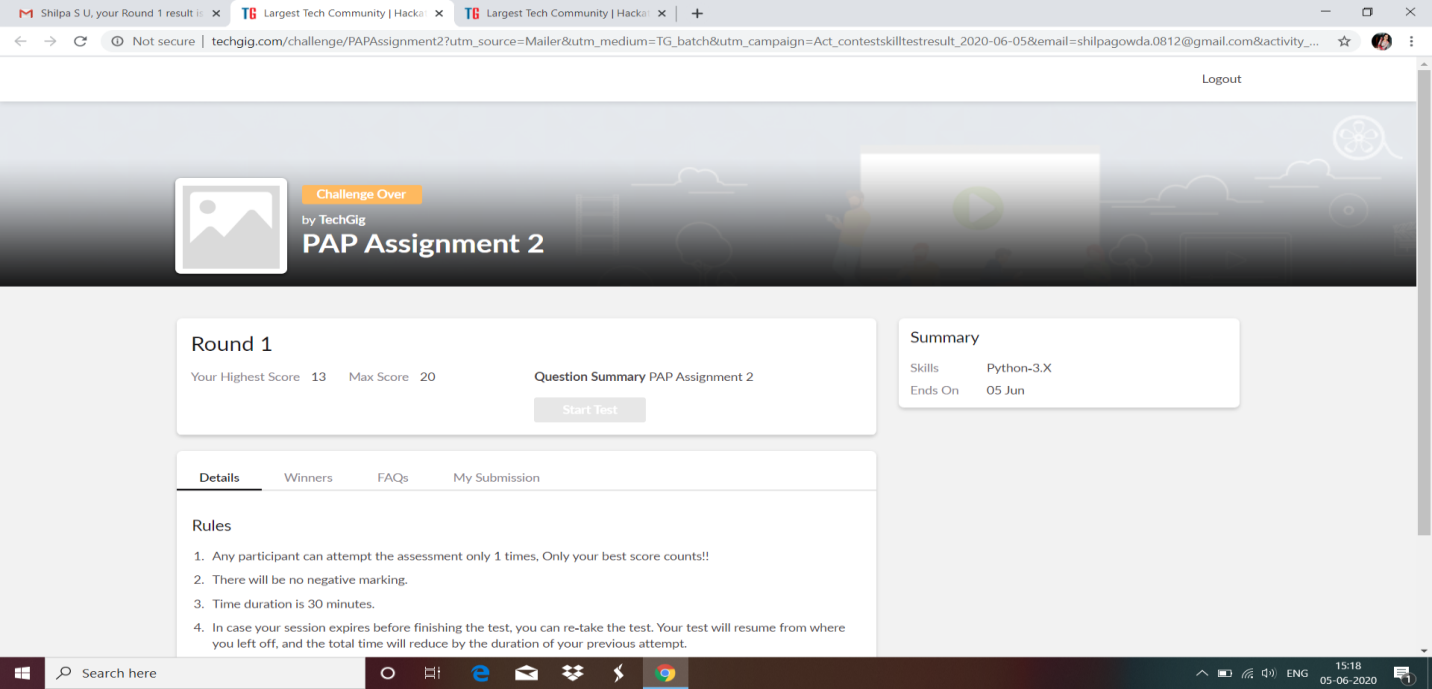 Shilpa S U, your Round 1 result is
TG Largest Tech Community | Hacka
TG Largest Tech Community | Hacka
Not secure | techgig.com/challenge/PAPAssignment2?utm_source=Mailer&utm_medium=TG_batch&utm_campaign=Act_contestskilltestresult_2020-06-05&email=shilpagowda.0812@gmail.com&activity_...
Logout
Challenge Over
by TechGig
PAP Assignment 2
Round 1
Your Highest Score 13 Max Score 20
Question Summary PAP Assignment 2
Start Test
Summary
Skills Python-3.X
Ends On 05 Jun
Details Winners FAQs My Submission
Rules
1. Any participant can attempt the assessment only 1 times, Only your best score counts!!
2. There will be no negative marking.
3. Time duration is 30 minutes.
4. In case your session expires before finishing the test, you can re-take the test. Your test will resume from where
you left off, and the total time will reduce by the duration of your previous attempt.
Search here
ENG
15:18
05-06-2020
1